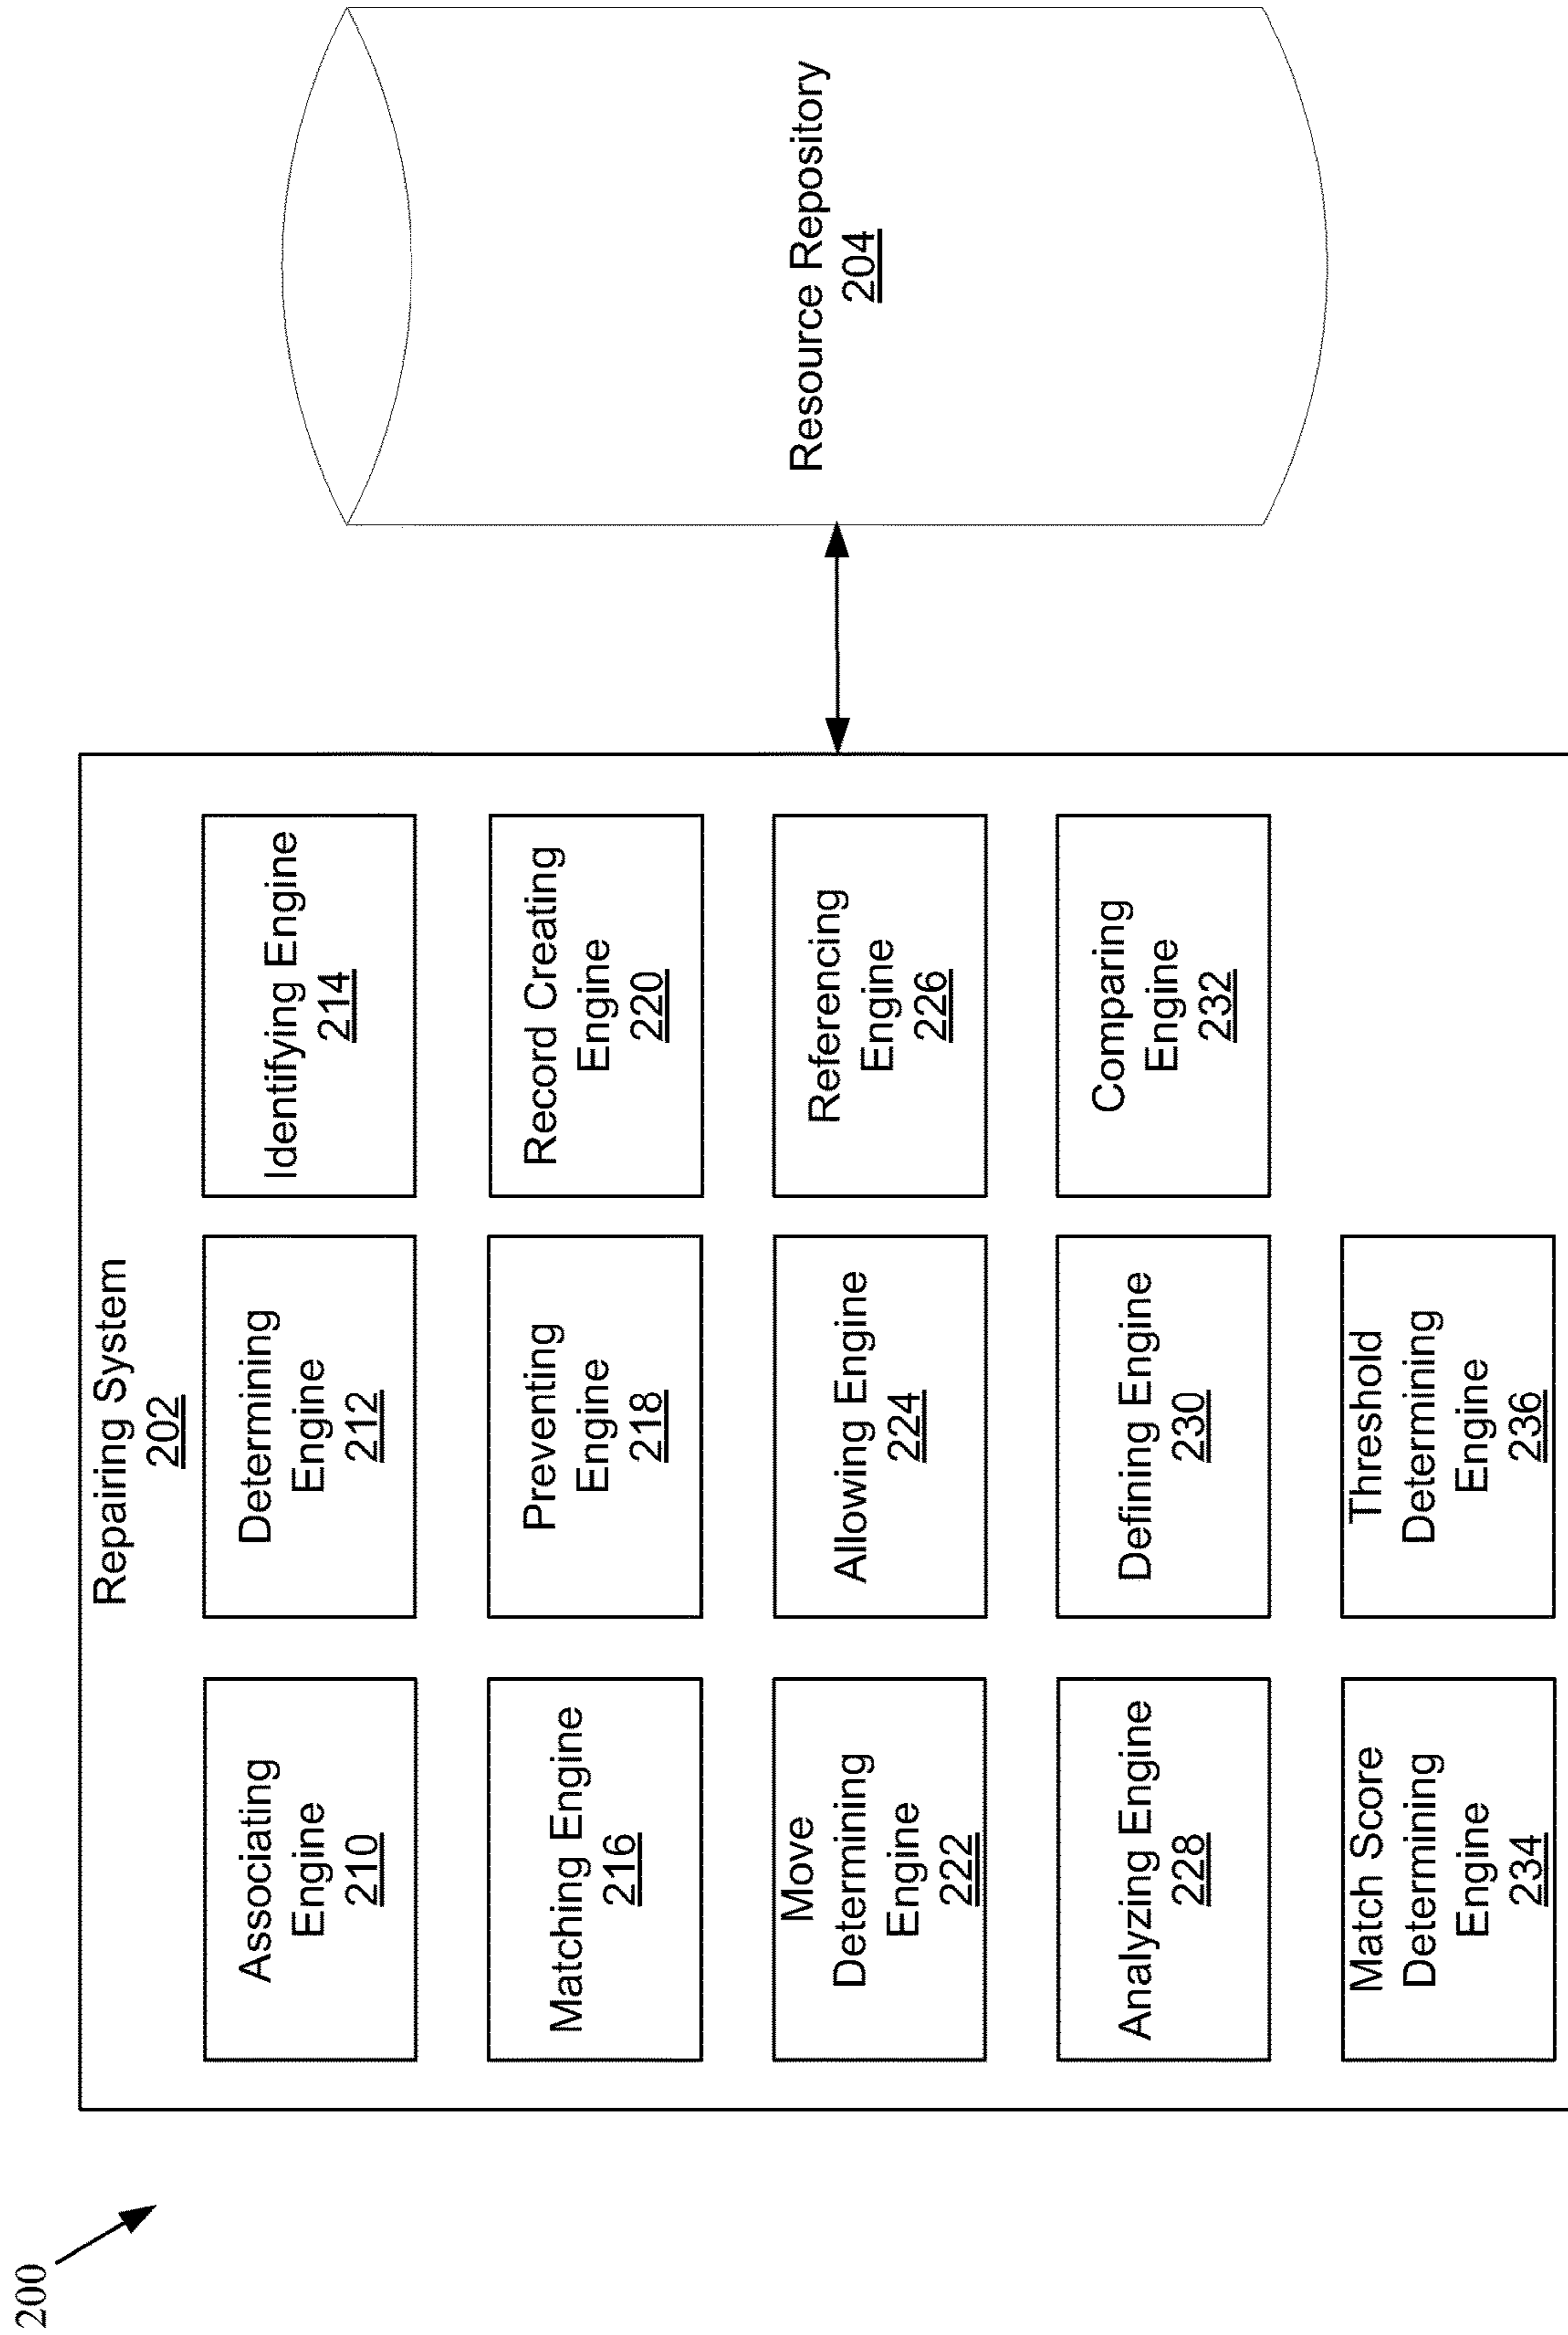 200
Repairing System
202
Associating
Engine
210
Determining
Engine
212
Identifying Engine
214
Matching Engine
216
Preventing
Engine
218
Record Creating
Engine
220
Move
Determining
Engine
222
Allowing Engine
224
Referencing
Engine
226
Analyzing Engine
228
Defining Engine
230
Comparing
Engine
232
Match Score
Determining
Engine
234
Threshold
Determining
Engine
236
Resource Repository
204